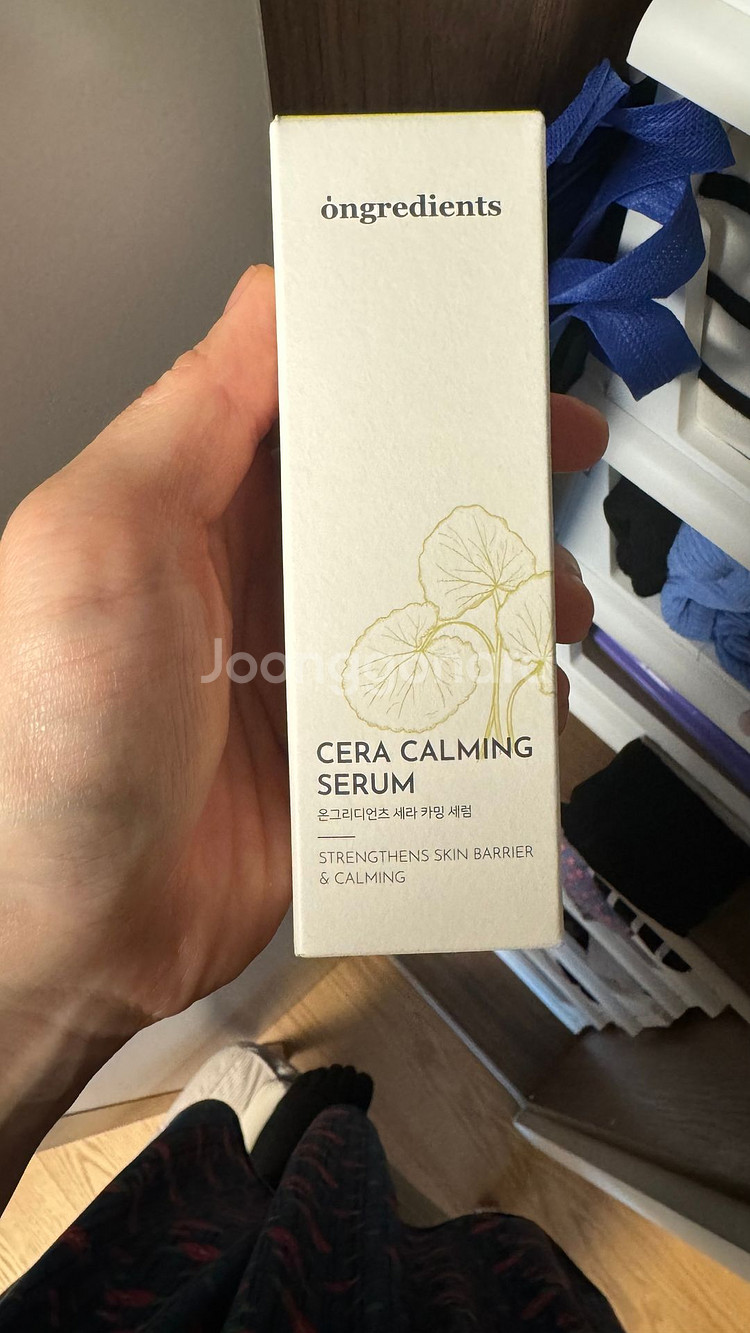 ongredients
Joonggonara
CERA CALMING
SERUM
온그리디언츠 세라 카밍 세럼
STRENGTHENS SKIN BARRIER
& CALMING